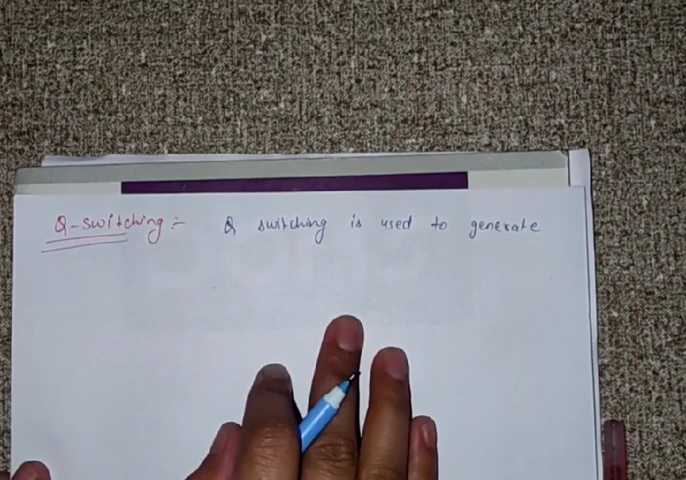 Q-switching :- Q switching is used to generate